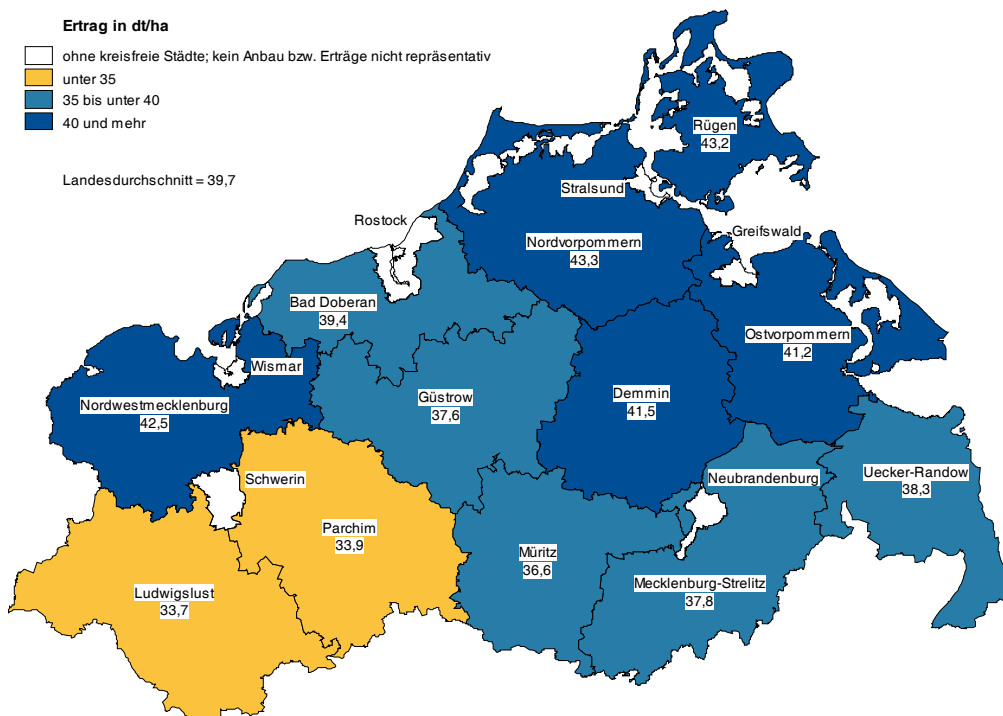 Ertrag in dt/ha
ohne kreisfreie Städte; kein Anbau bzw. Erträge nicht repräsentativ
unter 35
35 bis unter 40
40 und mehr
Landesdurchschnitt = 39,7
Rügen
43,2
Stralsund
Rostock
Greifswald
Nordvorpommern
43,3
Bad Doberan
39,4
Ostvorpommern
41,2
Wismar
Güstrow
37,6
Demmin
41,5
Nordwestmecklenburg
42,5
Schwerin
Neubrandenburg
Uecker-Randow
38,3
Parchim
33,9
Müritz
36,6
Mecklenburg-Strelitz
37,8
Ludwigslust
33,7